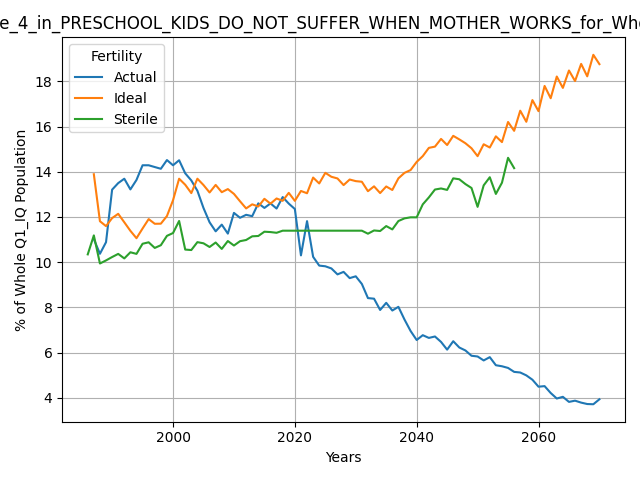 e_4_in_PRESCHOOL_KIDS_DO_NOT_SUFFER_WHEN_MOTHER_WORKS_for_Who
Fertility
Actual
Ideal
Sterile
% of Whole Q1_IQ Population
18
16
14
12
10
8
6
4
2000
2020
2040
2060
Years